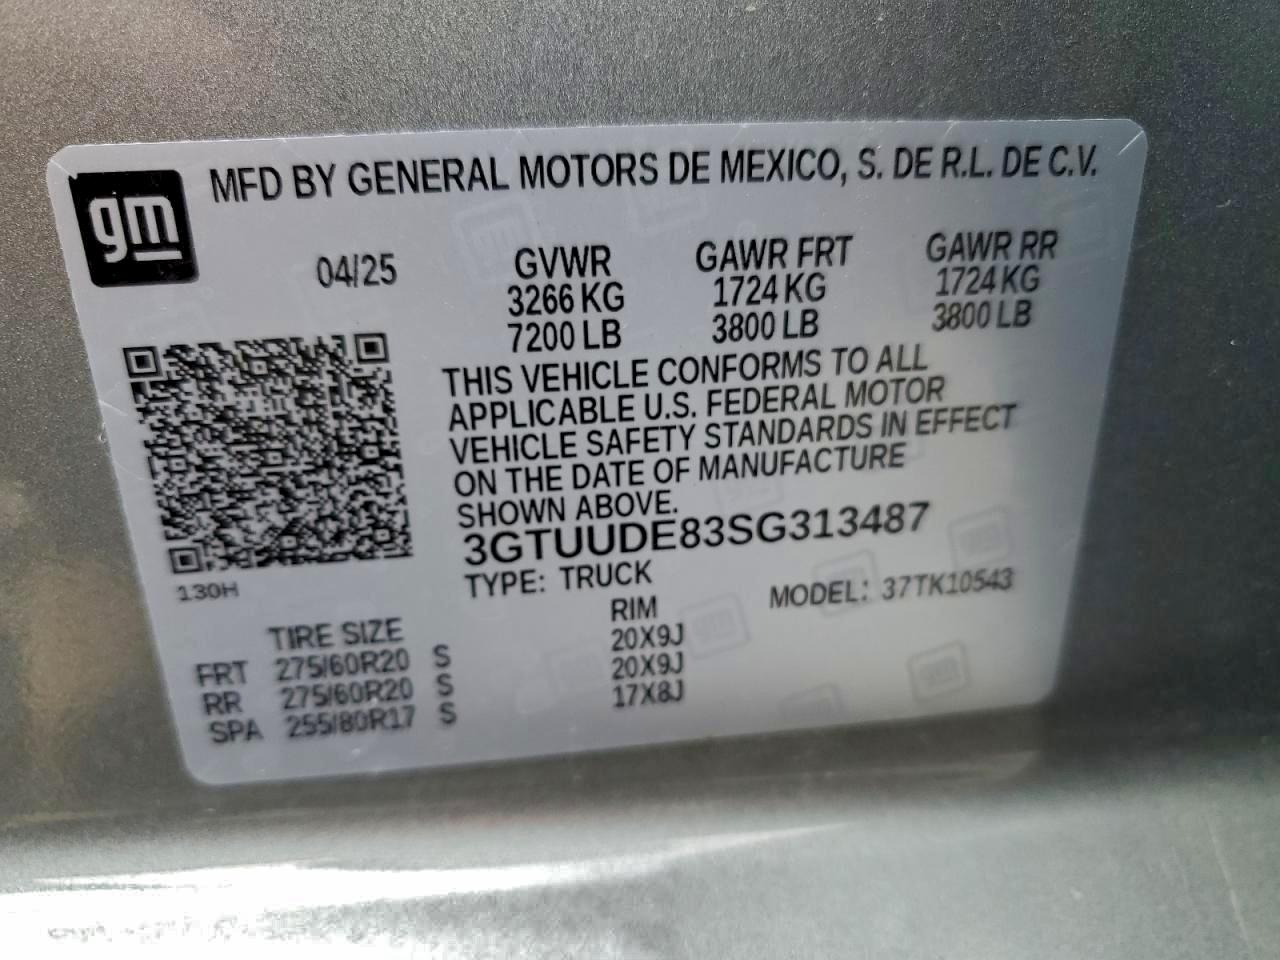 gm
MFD BY GENERAL MOTORS DE MEXICO, S. DE R.L. DE C.V.
04/25 GVWR GAWR FRT GAWR RR
3266 KG 1724 KG 1724 KG
7200 LB 3800 LB 3800 LB
THIS VEHICLE CONFORMS TO ALL
APPLICABLE U.S. FEDERAL MOTOR
VEHICLE SAFETY STANDARDS IN EFFECT
ON THE DATE OF MANUFACTURE
SHOWN ABOVE.
3GTUUDE83SG313487
130H TYPE: TRUCK MODEL: 37TK10543
TIRE SIZE RIM
FRT 275/60R20 S 20X9J
RR 275/60R20 S 20X9J
SPA 255/80R17 S 17X8J